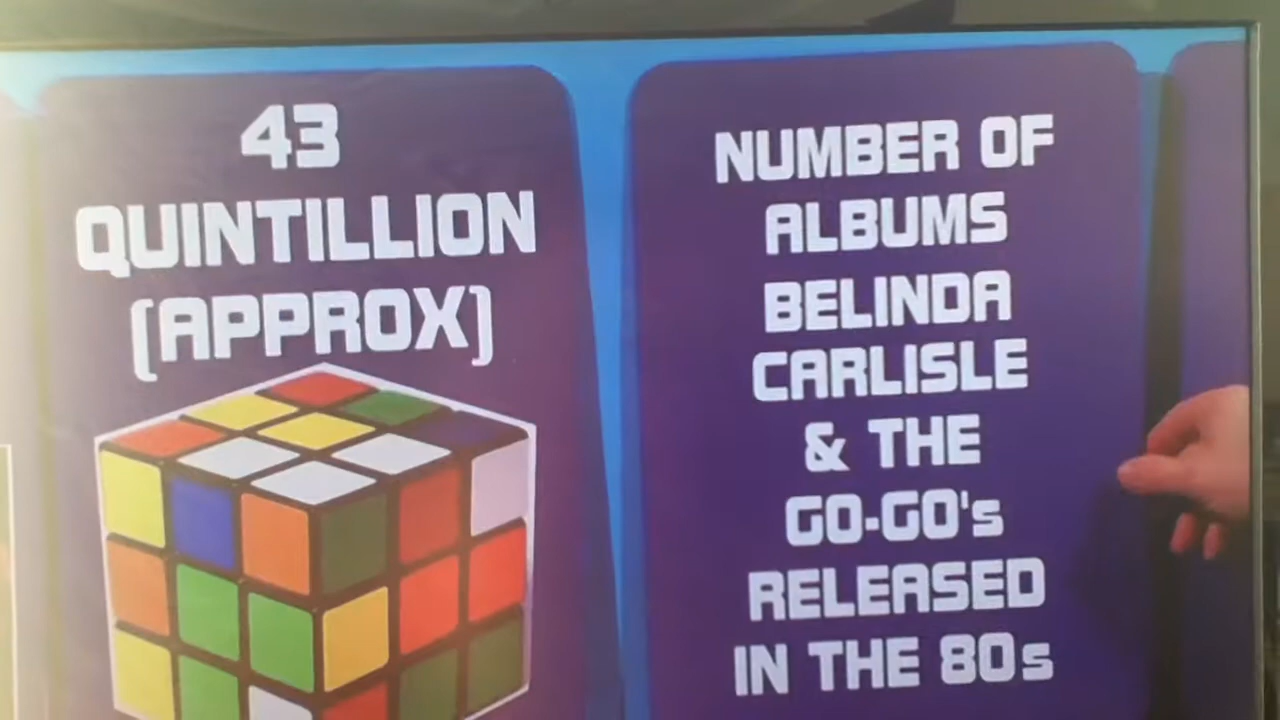 43
QUINTILLION
(APPROX)
NUMBER OF
ALBUMS
BELINDA
CARLISLE
& THE
GO-GO's
RELEASED
IN THE 80s